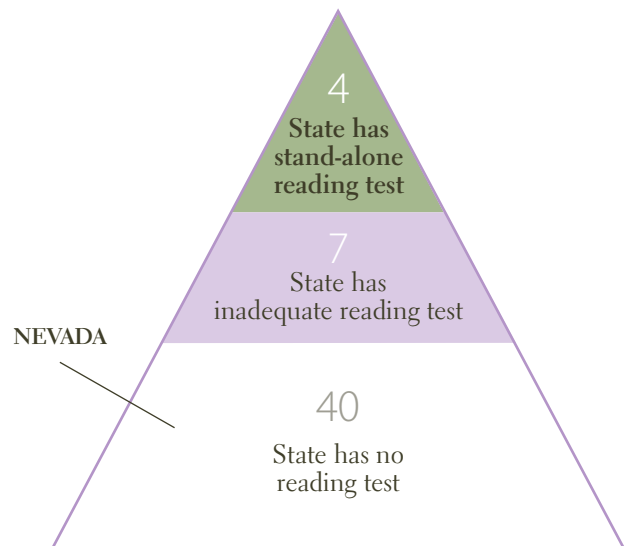 4
State has
stand-alone
reading test
7
State has
inadequate reading test
NEVADA
40
State has no
reading test